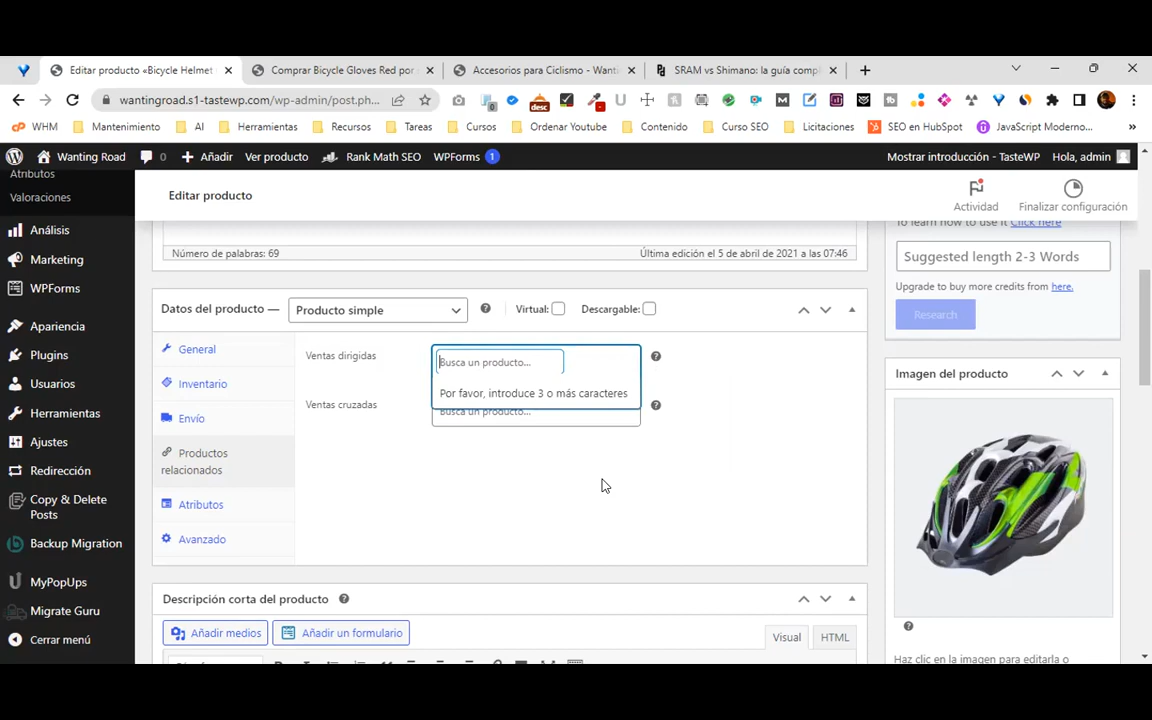 Editar producto «Bicycle Helmet
Comprar Bicycle Gloves Red por
Accesorios para Ciclismo - Wanti
SRAM vs Shimano: la guía compl
wantingroad.s1-tastewp.com/wp-admin/post.ph...
WHM
Mantenimiento
AI
Herramientas
Recursos
Tareas
Cursos
Ordenar Youtube
Contenido
Curso SEO
Licitaciones
SEO en HubSpot
JavaScript Moderno...
Wanting Road
0
Añadir
Ver producto
Rank Math SEO
WPForms 1
Mostrar introducción - TasteWP
Hola, admin
Atributos
Valoraciones
Análisis
Marketing
WPForms
Apariencia
Plugins
Usuarios
Herramientas
Ajustes
Redirección
Copy & Delete
Posts
Backup Migration
MyPopUps
Migrate Guru
Cerrar menú
Editar producto
Actividad
Finalizar configuración
Número de palabras: 69
Última edición el 5 de abril de 2021 a las 07:46
Datos del producto —
Producto simple
Virtual:
Descargable:
General
Inventario
Envío
Productos
relacionados
Atributos
Avanzado
Ventas dirigidas
Busca un producto...
Por favor, introduce 3 o más caracteres
Ventas cruzadas
Busca un producto...
Descripción corta del producto
Añadir medios
Añadir un formulario
Visual
HTML
To learn how to use it Click here
Suggested length 2-3 Words
Upgrade to buy more credits from here.
Research
Imagen del producto
Haz clic en la imagen para editarla o